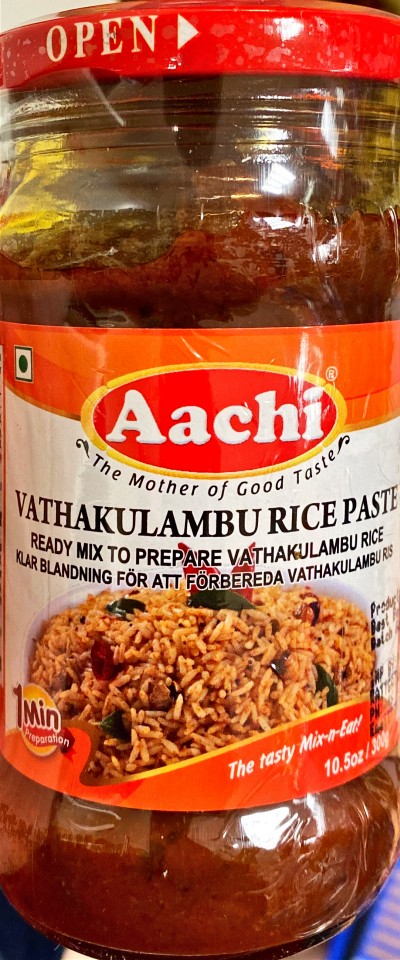 OPEN
Aachi
®
The Mother of Good Taste
VATHAKULAMBU RICE PASTE
READY MIX TO PREPARE VATHAKULAMBU RICE
KLAR BLANDNING FÖR ATT FÖRBEREDA VATHAKULAMBU RIS
1 Min
Preparation
The tasty Mix-n-Eat!
10.5oz / 300g